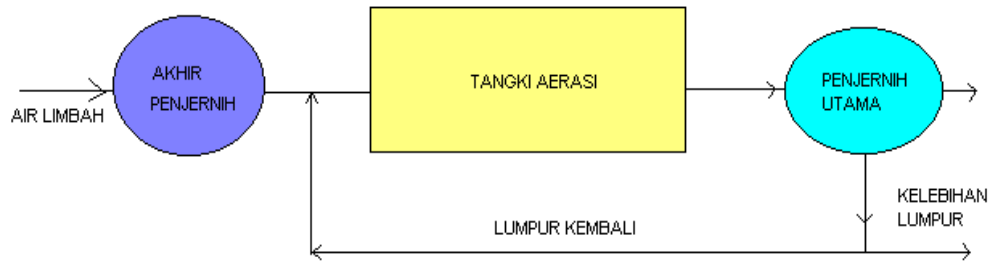 AIR LIMBAH
AKHIR
PENJERNIH
TANGKI AERASI
PENJERNIH
UTAMA
KELEBIHAN
LUMPUR
LUMPUR KEMBALI